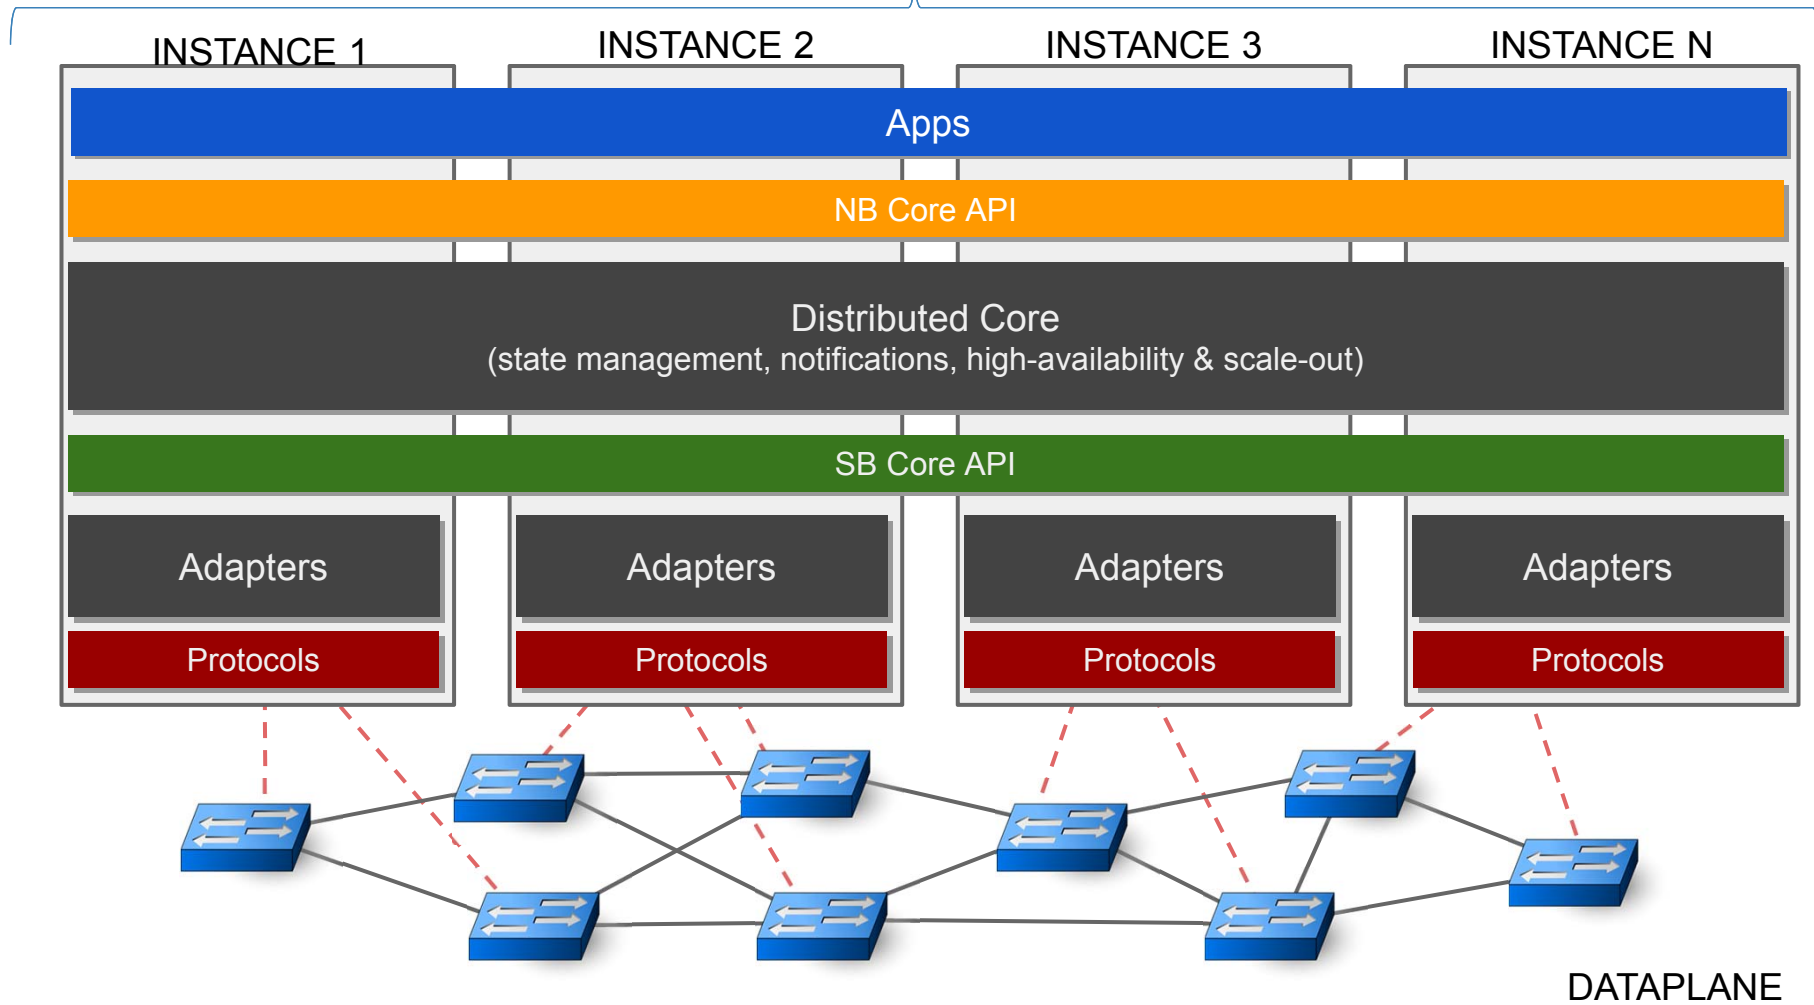 INSTANCE 1
INSTANCE 2
INSTANCE 3
INSTANCE N
Apps
NB Core API
Distributed Core
(state management, notifications, high-availability & scale-out)
SB Core API
Adapters
Adapters
Adapters
Adapters
Protocols
Protocols
Protocols
Protocols
DATAPLANE